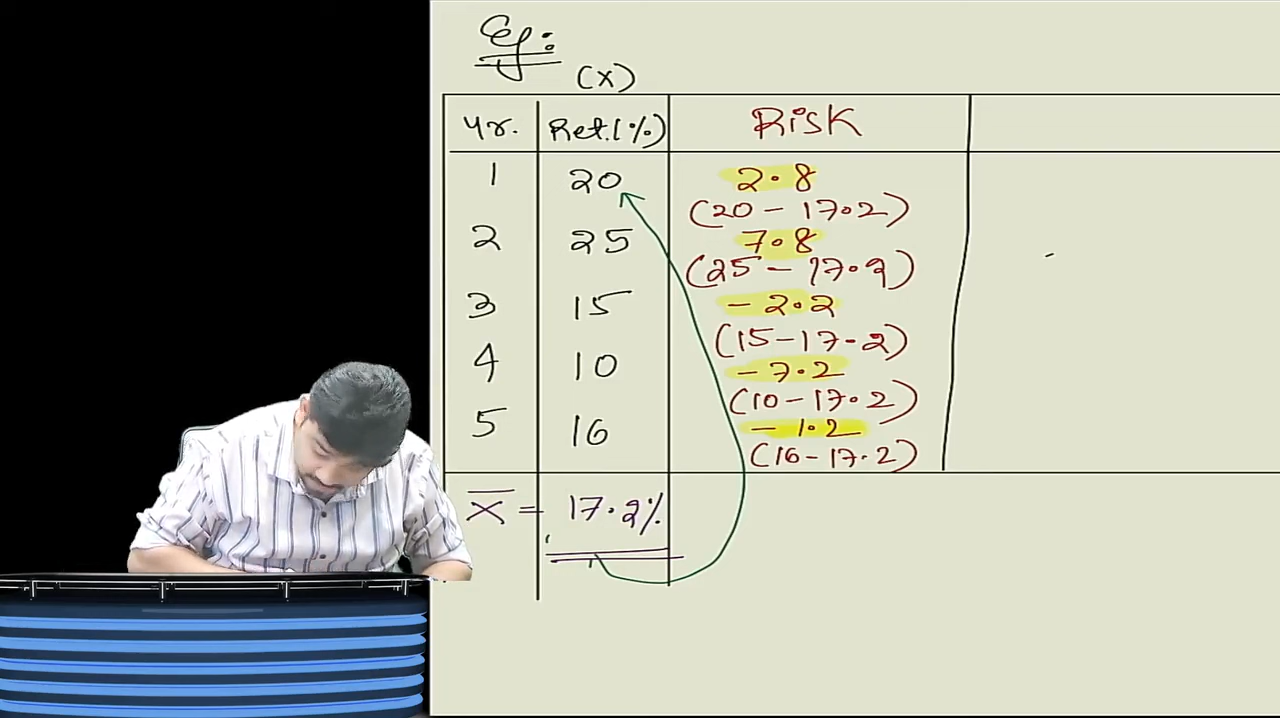 Eg:
(X)
Yr. Ret.(%) Risk
1 20 2.8
(20 - 17.2)
2 25 7.8
(25 - 17.2)
3 15 - 2.2
(15-17.2)
4 10 - 7.2
(10-17.2)
5 16 - 1.2
(16-17.2)
X̅ = 17.2%